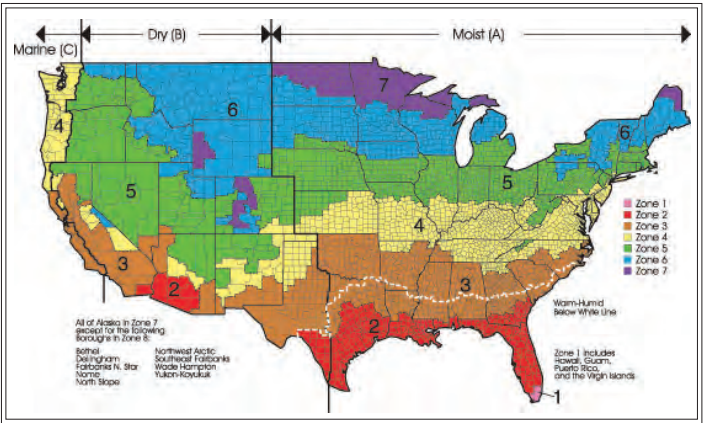 Marine (C)
Dry (B)
Moist (A)
7
6
6
4
5
5
4
3
3
2
2
1
Zone 1
Zone 2
Zone 3
Zone 4
Zone 5
Zone 6
Zone 7
Warm-Humid
Below White Line
All of Alaska in Zone 7
except for the following
Boroughs in Zone 8:
Bethel
Dellingham
Fairbanks N. Star
Nome
North Slope
Northwest Arctic
Southeast Fairbanks
Wade Hampton
Yukon-Koyukuk
Zone 1 includes
Hawaii, Guam,
Puerto Rico,
and the Virgin Islands